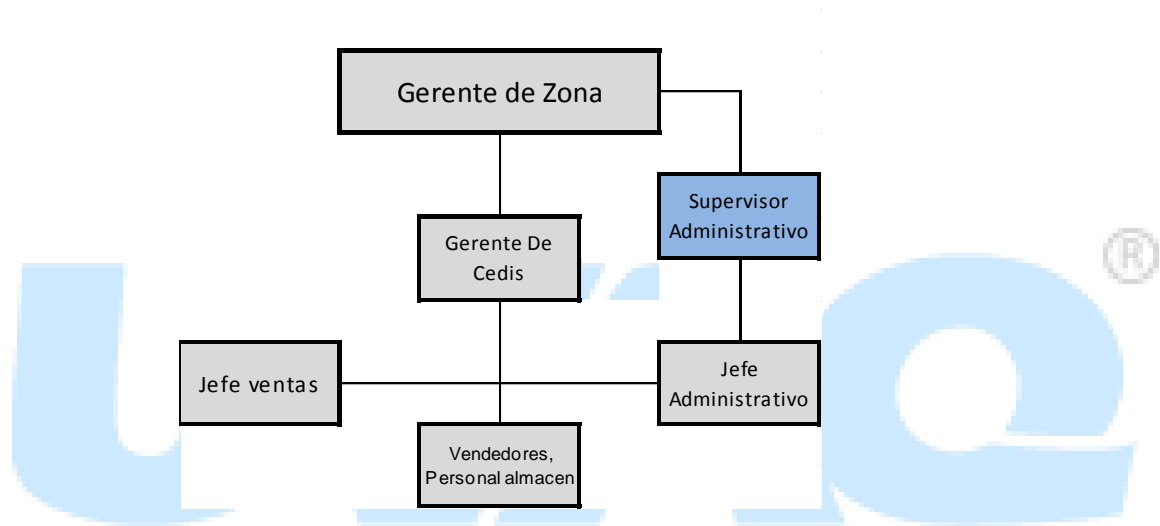 Gerente de Zona
Supervisor
Administrativo
Gerente De
Cedis
®
Jefe ventas
Jefe
Administrativo
Vendedores,
Personal almacen